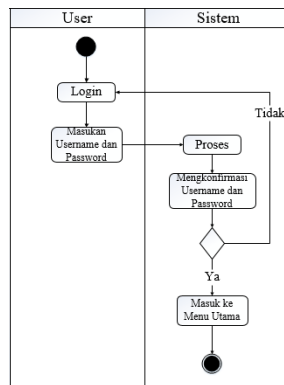 User
Sistem
Login
Tidak
Masukan
Username dan
Password
Proses
Mengkonfirmasi
Username dan
Password
Ya
Masuk ke
Menu Utama